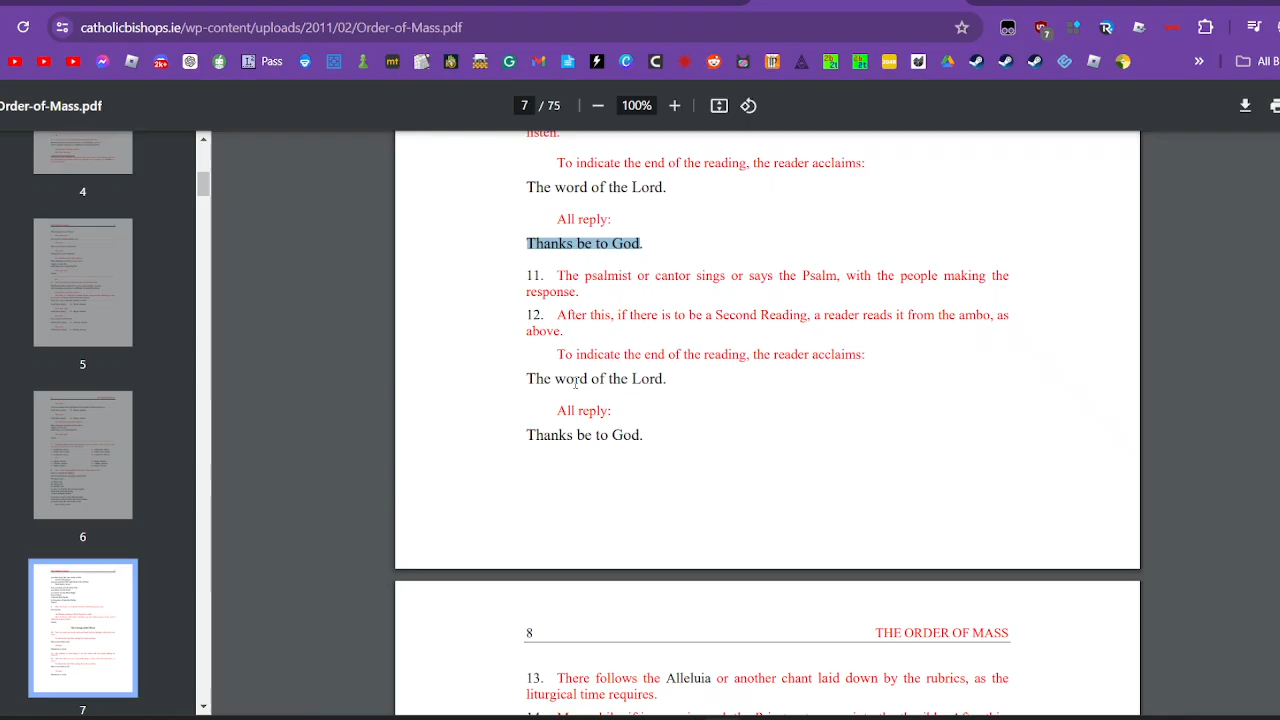 catholicbishops.ie/wp-content/uploads/2011/02/Order-of-Mass.pdf
7
2K+
Pass
mt
All B
Order-of-Mass.pdf
7 / 75
100%
4
5
6
7
listen.
To indicate the end of the reading, the reader acclaims:
The word of the Lord.
All reply:
Thanks be to God.
11. The psalmist or cantor sings or says the Psalm, with the people making the
response.
12. After this, if there is to be a Second Reading, a reader reads it from the ambo, as
above.
To indicate the end of the reading, the reader acclaims:
The word of the Lord.
All reply:
Thanks be to God.
8 THE ORDER OF MASS
13. There follows the Alleluia or another chant laid down by the rubrics, as the
liturgical time requires.